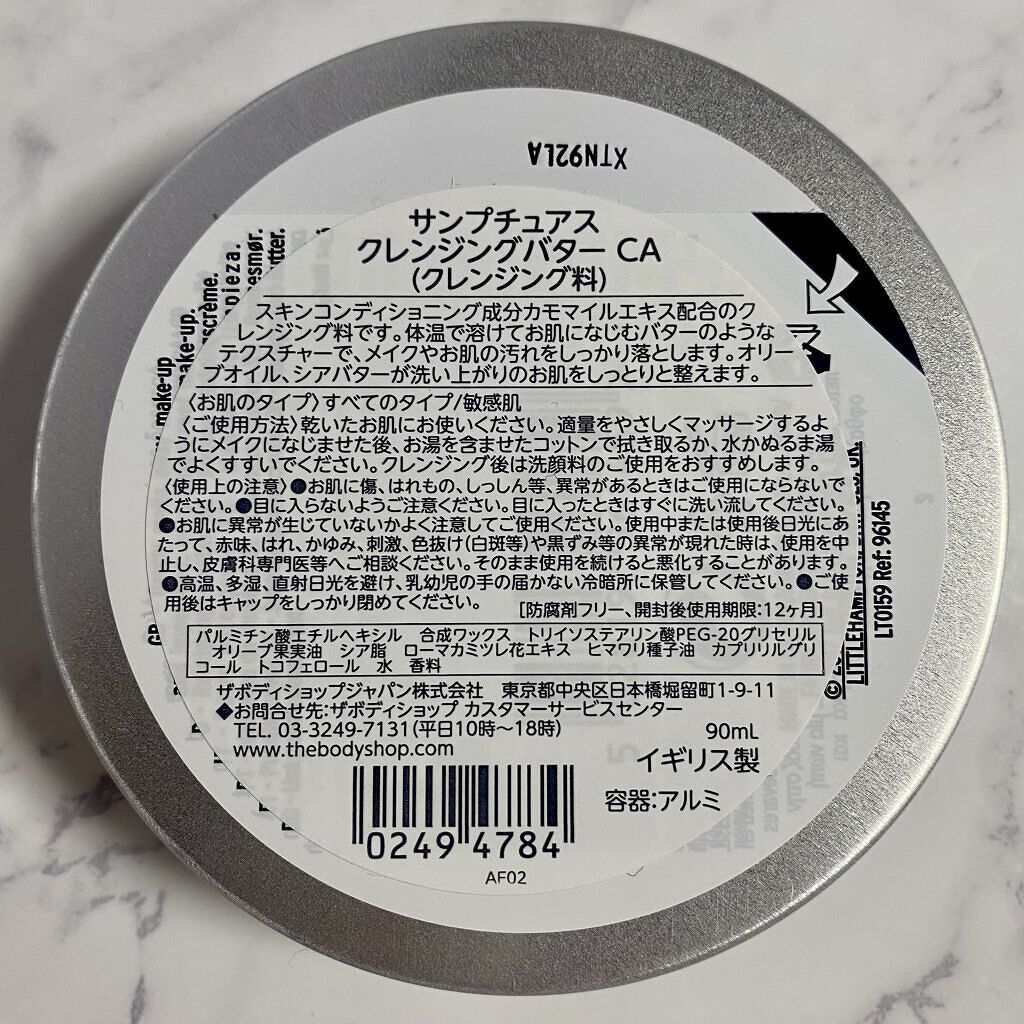 XTN92LA
サンプチュアス
クレンジングバター CA
(クレンジング料)
スキンコンディショニング成分カモマイルエキス配合のク
レンジング料です。体温で溶けてお肌になじむバターのような
テクスチャーで、メイクやお肌の汚れをしっかり落とします。オリー
ブオイル、シアバターが洗い上がりのお肌をしっとりと整えます。
〈お肌のタイプ〉すべてのタイプ/敏感肌
〈ご使用方法〉乾いたお肌にお使いください。適量をやさしくマッサージするよ
うにメイクになじませた後、お湯を含ませたコットンで拭き取るか、水かぬるま湯
でよくすすいでください。クレンジング後は洗顔料のご使用をおすすめします。
〈使用上の注意〉●お肌に傷、はれもの、しっしん等、異常があるときはご使用にならないで
ください。●目に入らないようご注意ください。目に入ったときはすぐに洗い流してください。
●お肌に異常が生じていないかよく注意してご使用ください。使用中または使用後日光にあ
たって、赤味、はれ、かゆみ、刺激、色抜け(白斑等)や黒ずみ等の異常が現れた時は、使用を中
止し、皮膚科専門医等へご相談ください。そのまま使用を続けると悪化することがあります。
●高温、多湿、直射日光を避け、乳幼児の手の届かない冷暗所に保管してください。●ご使
用後はキャップをしっかり閉めてください。 [防腐剤フリー、開封後使用期限:12ヶ月]
パルミチン酸エチルヘキシル 合成ワックス トリイソステアリン酸PEG-20グリセリル
オリーブ果実油 シア脂 ローマカミツレ花エキス ヒマワリ種子油 カプリリルグリ
コール トコフェロール 水 香料
ザボディショップジャパン株式会社 東京都中央区日本橋堀留町1-9-11
◆お問合せ先:ザボディショップ カスタマーサービスセンター
TEL. 03-3249-7131(平日10時〜18時)
www.thebodyshop.com
90mL
イギリス製
容器:アルミ
0249 4784
AF02
make-up
make-up.
pieza.
LT0159 Ref: 96145